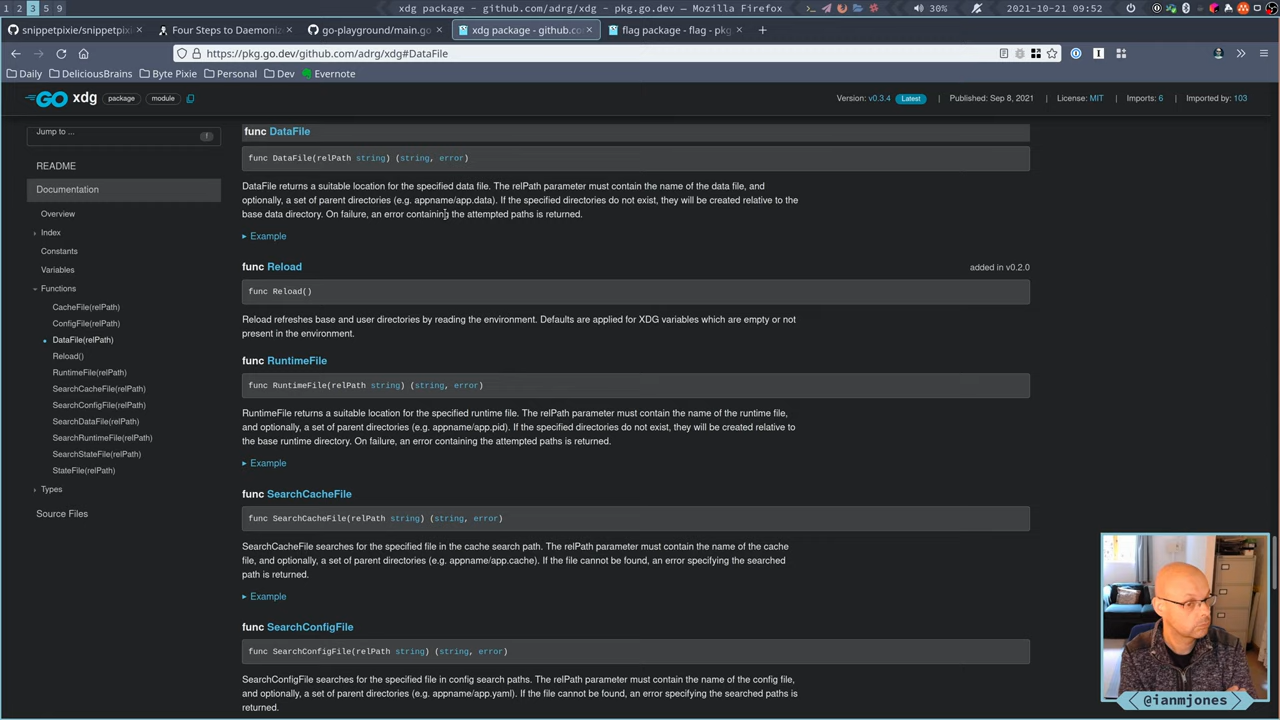 1 2 3 5 9
xdg package - github.com/adrg/xdg - pkg.go.dev — Mozilla Firefox
30%
2021-10-21 09:52
snippetpixie/snippetpixi
Four Steps to Daemoniz
go-playground/main.go
xdg package - github.co
flag package - flag - pkg
https://pkg.go.dev/github.com/adrg/xdg#DataFile
Daily
DeliciousBrains
Byte Pixie
Personal
Dev
Evernote
GO xdg
package
module
Version: v0.3.4
Latest
Published: Sep 8, 2021
License: MIT
Imports: 6
Imported by: 103
Jump to ...
README
Documentation
Overview
Index
Constants
Variables
Functions
CacheFile(relPath)
ConfigFile(relPath)
DataFile(relPath)
Reload()
RuntimeFile(relPath)
SearchCacheFile(relPath)
SearchConfigFile(relPath)
SearchDataFile(relPath)
SearchRuntimeFile(relPath)
SearchStateFile(relPath)
StateFile(relPath)
Types
Source Files
func DataFile
func DataFile(relPath string) (string, error)
DataFile returns a suitable location for the specified data file. The relPath parameter must contain the name of the data file, and
optionally, a set of parent directories (e.g. appname/app.data). If the specified directories do not exist, they will be created relative to the
base data directory. On failure, an error containing the attempted paths is returned.
Example
func Reload
added in v0.2.0
func Reload()
Reload refreshes base and user directories by reading the environment. Defaults are applied for XDG variables which are empty or not
present in the environment.
func RuntimeFile
func RuntimeFile(relPath string) (string, error)
RuntimeFile returns a suitable location for the specified runtime file. The relPath parameter must contain the name of the runtime file,
and optionally, a set of parent directories (e.g. appname/app.pid). If the specified directories do not exist, they will be created relative to
the base runtime directory. On failure, an error containing the attempted paths is returned.
Example
func SearchCacheFile
func SearchCacheFile(relPath string) (string, error)
SearchCacheFile searches for the specified file in the cache search path. The relPath parameter must contain the name of the cache
file, and optionally, a set of parent directories (e.g. appname/app.cache). If the file cannot be found, an error specifying the searched
path is returned.
Example
func SearchConfigFile
func SearchConfigFile(relPath string) (string, error)
SearchConfigFile searches for the specified file in config search paths. The relPath parameter must contain the name of the config file,
and optionally, a set of parent directories (e.g. appname/app.yaml). If the file cannot be found, an error specifying the searched paths is
returned.
@ianmjones